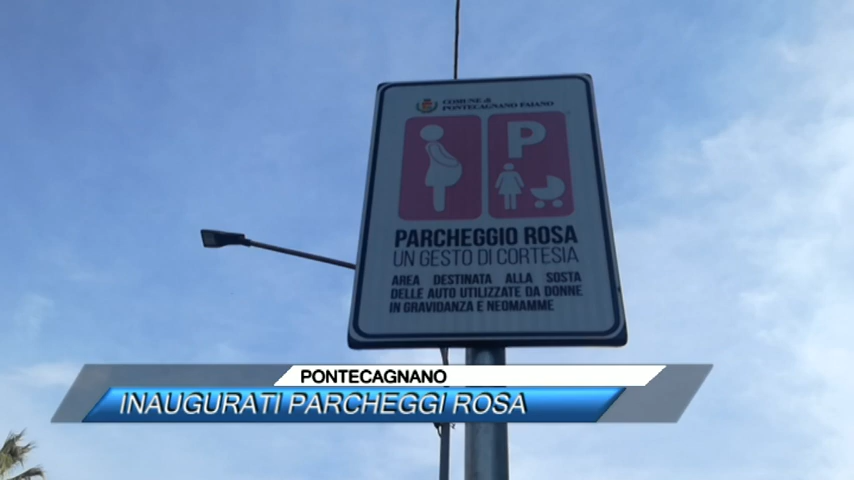 COMUNE di
PONTECAGNANO FAIANO
P
PARCHEGGIO ROSA
UN GESTO DI CORTESIA
AREA DESTINATA ALLA SOSTA
DELLE AUTO UTILIZZATE DA DONNE
IN GRAVIDANZA E NEOMAMME
PONTECAGNANO
INAUGURATI PARCHEGGI ROSA